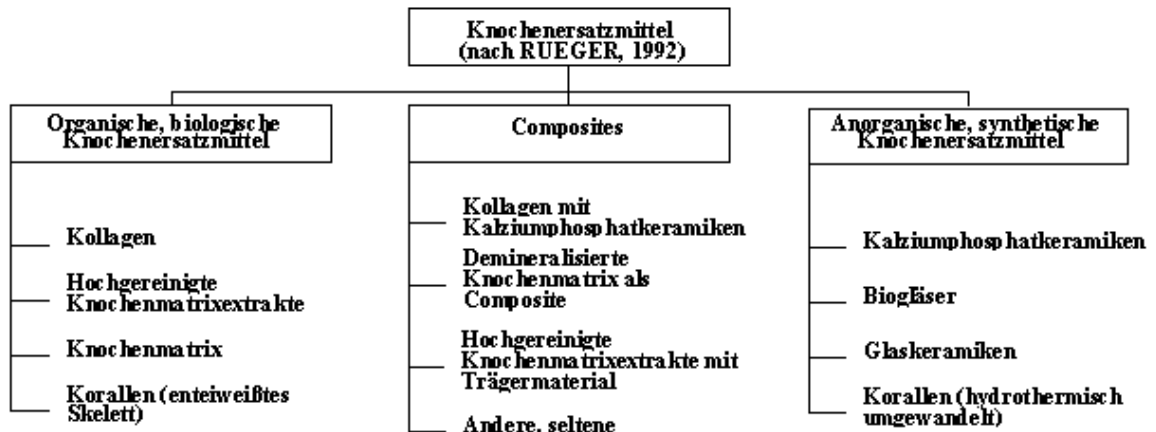 Knochenersatzmittel
(nach RUEGER, 1992)
Organische, biologische
Knochenersatzmittel
Kollagen
Hochgereinigte
Knochenmatrixextrakte
Knochenmatrix
Korallen (enteiweißtes
Skelett)
Composites
Kollagen mit
Kalziumphosphatkeramiken
Demineralisierte
Knochenmatrix als
Composite
Hochgereinigte
Knochenmatrixextrakte mit
Trägermaterial
Andere, seltene
Anorganische, synthetische
Knochenersatzmittel
Kalziumphosphatkeramiken
Biogläser
Glaskeramiken
Korallen (hydrothermisch
umgewandelt)